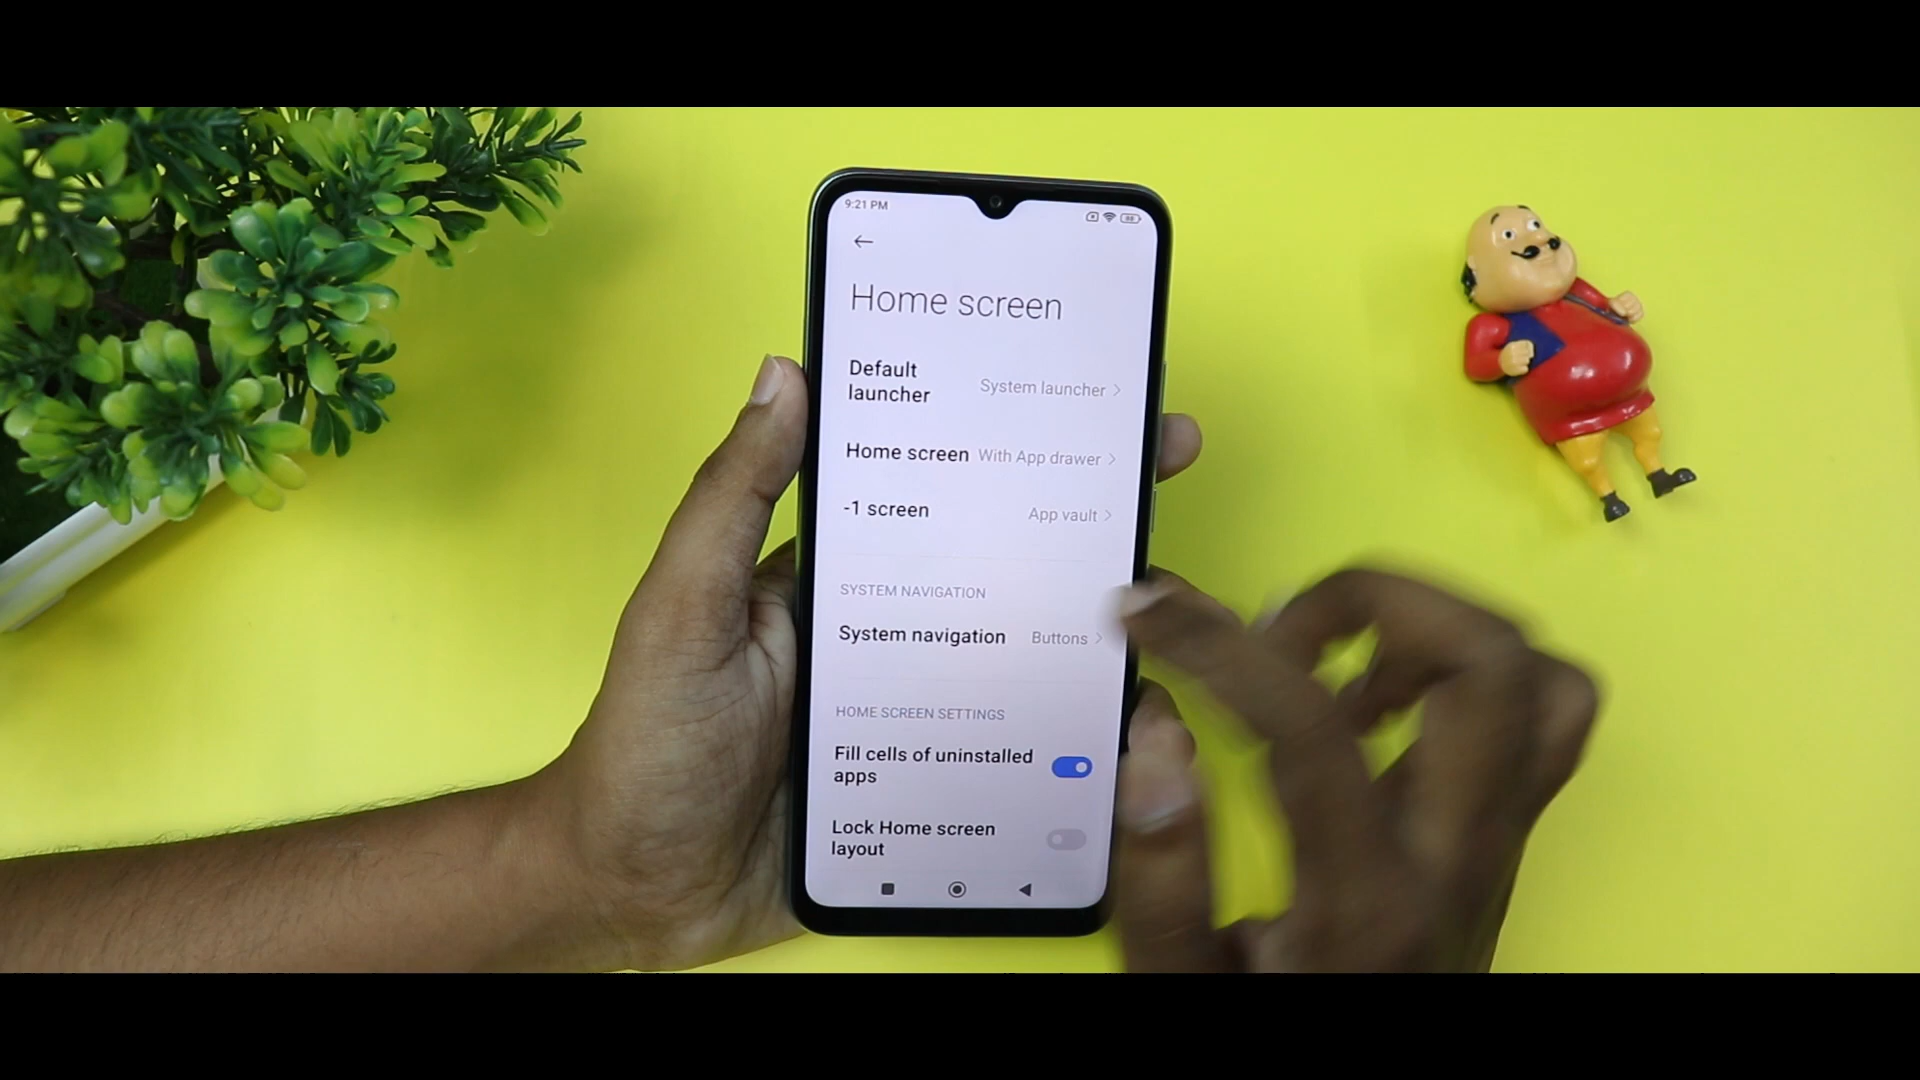 9:21 PM
88
Home screen
Default
launcher
System launcher
Home screen
With App drawer
-1 screen
App vault
SYSTEM NAVIGATION
System navigation
Buttons
HOME SCREEN SETTINGS
Fill cells of uninstalled
apps
Lock Home screen
layout